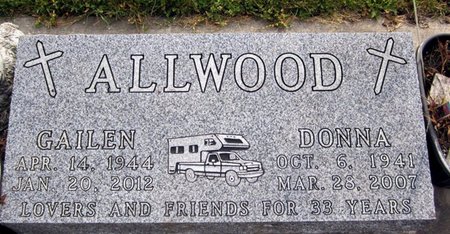 ALLWOOD
GAILEN DONNA
APR. 14, 1944 OCT. 6, 1941
JAN. 20, 2012 MAR. 28, 2007
LOVERS AND FRIENDS FOR 33 YEARS